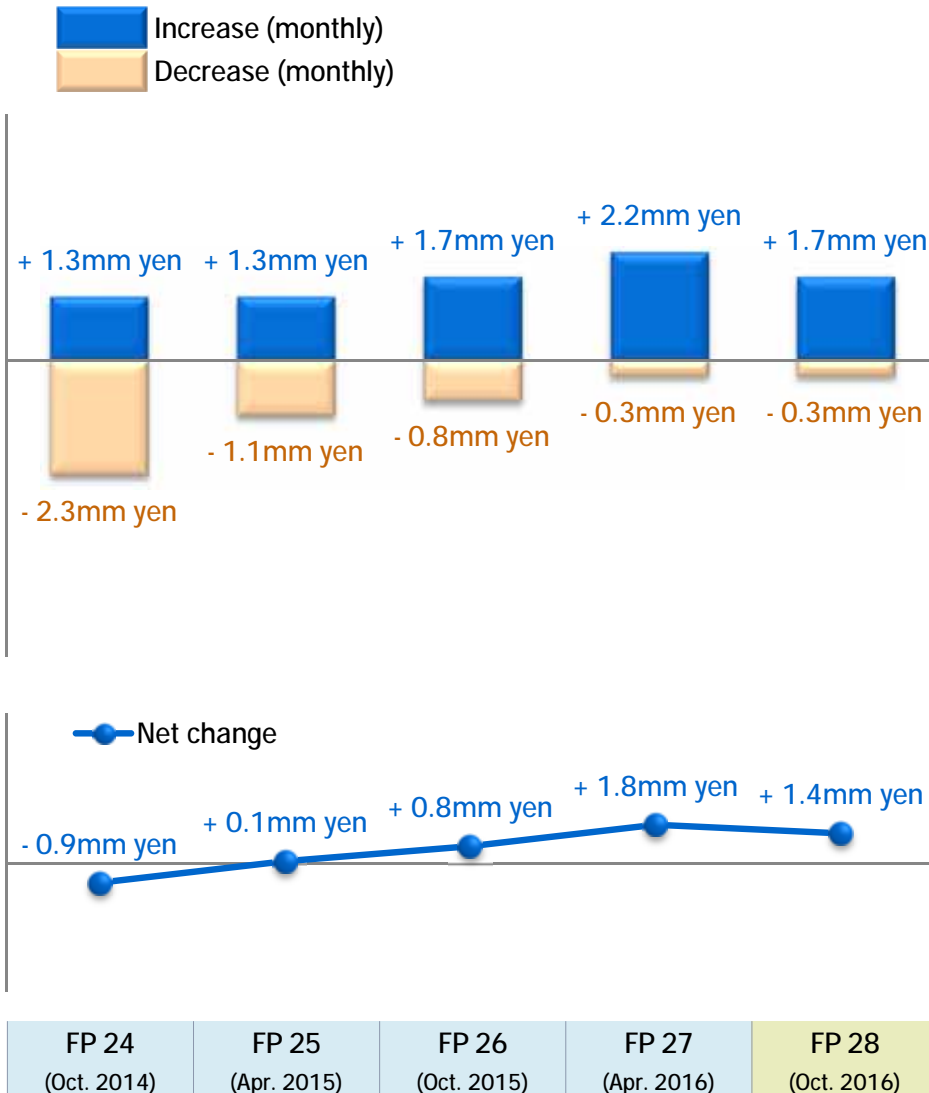 Increase (monthly)
Decrease (monthly)
+ 2.2mm yen
+ 1.7mm yen
+ 1.7mm yen
+ 1.3mm yen
+ 1.3mm yen
- 0.3mm yen
- 0.3mm yen
- 0.8mm yen
- 1.1mm yen
- 2.3mm yen
Net change
+ 1.8mm yen
+ 1.4mm yen
+ 0.8mm yen
+ 0.1mm yen
- 0.9mm yen
FP 24 FP 25 FP 26 FP 27 FP 28
(Oct. 2014) (Apr. 2015) (Oct. 2015) (Apr. 2016) (Oct. 2016)